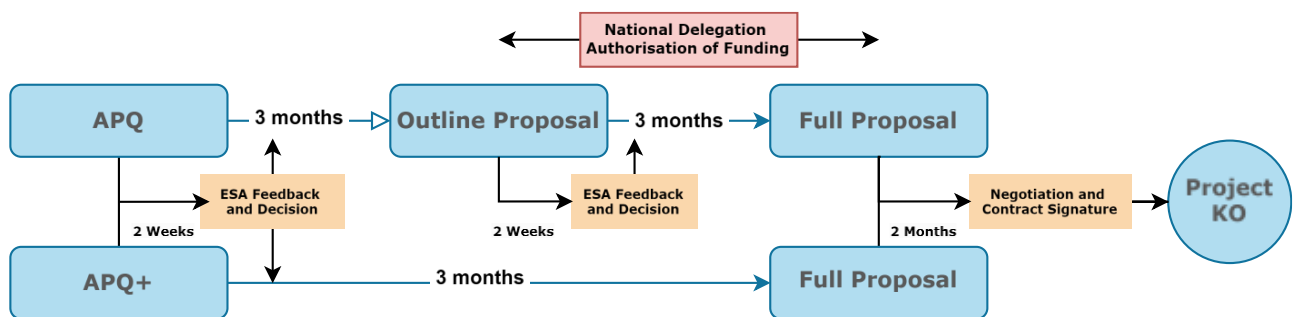 National Delegation
Authorisation of Funding
APQ
3 months
Outline Proposal
3 months
Full Proposal
ESA Feedback
and Decision
2 Weeks
ESA Feedback
and Decision
2 Weeks
Negotiation and
Contract Signature
2 Months
Project
KO
APQ+
3 months
Full Proposal